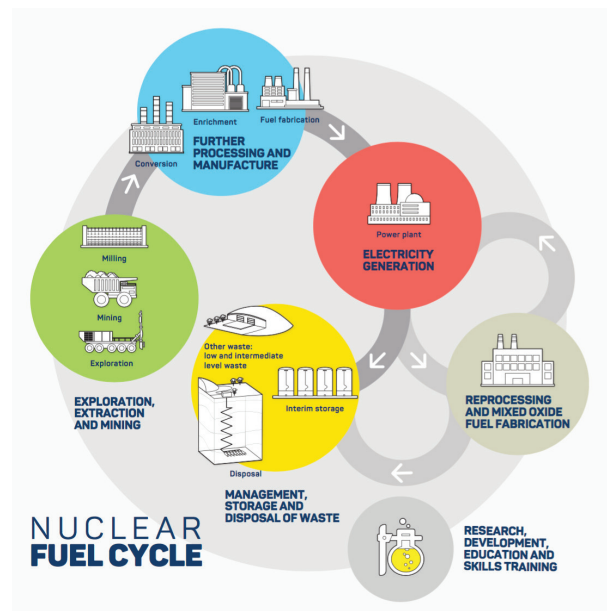 Enrichment
Fuel fabrication
Conversion
FURTHER
PROCESSING AND
MANUFACTURE
Power plant
ELECTRICITY
GENERATION
Milling
Mining
Exploration
EXPLORATION,
EXTRACTION
AND MINING
Other waste:
low and intermediate
level waste
Interim storage
Disposal
MANAGEMENT,
STORAGE AND
DISPOSAL OF WASTE
REPROCESSING
AND MIXED OXIDE
FUEL FABRICATION
RESEARCH,
DEVELOPMENT,
EDUCATION AND
SKILLS TRAINING
NUCLEAR
FUEL CYCLE